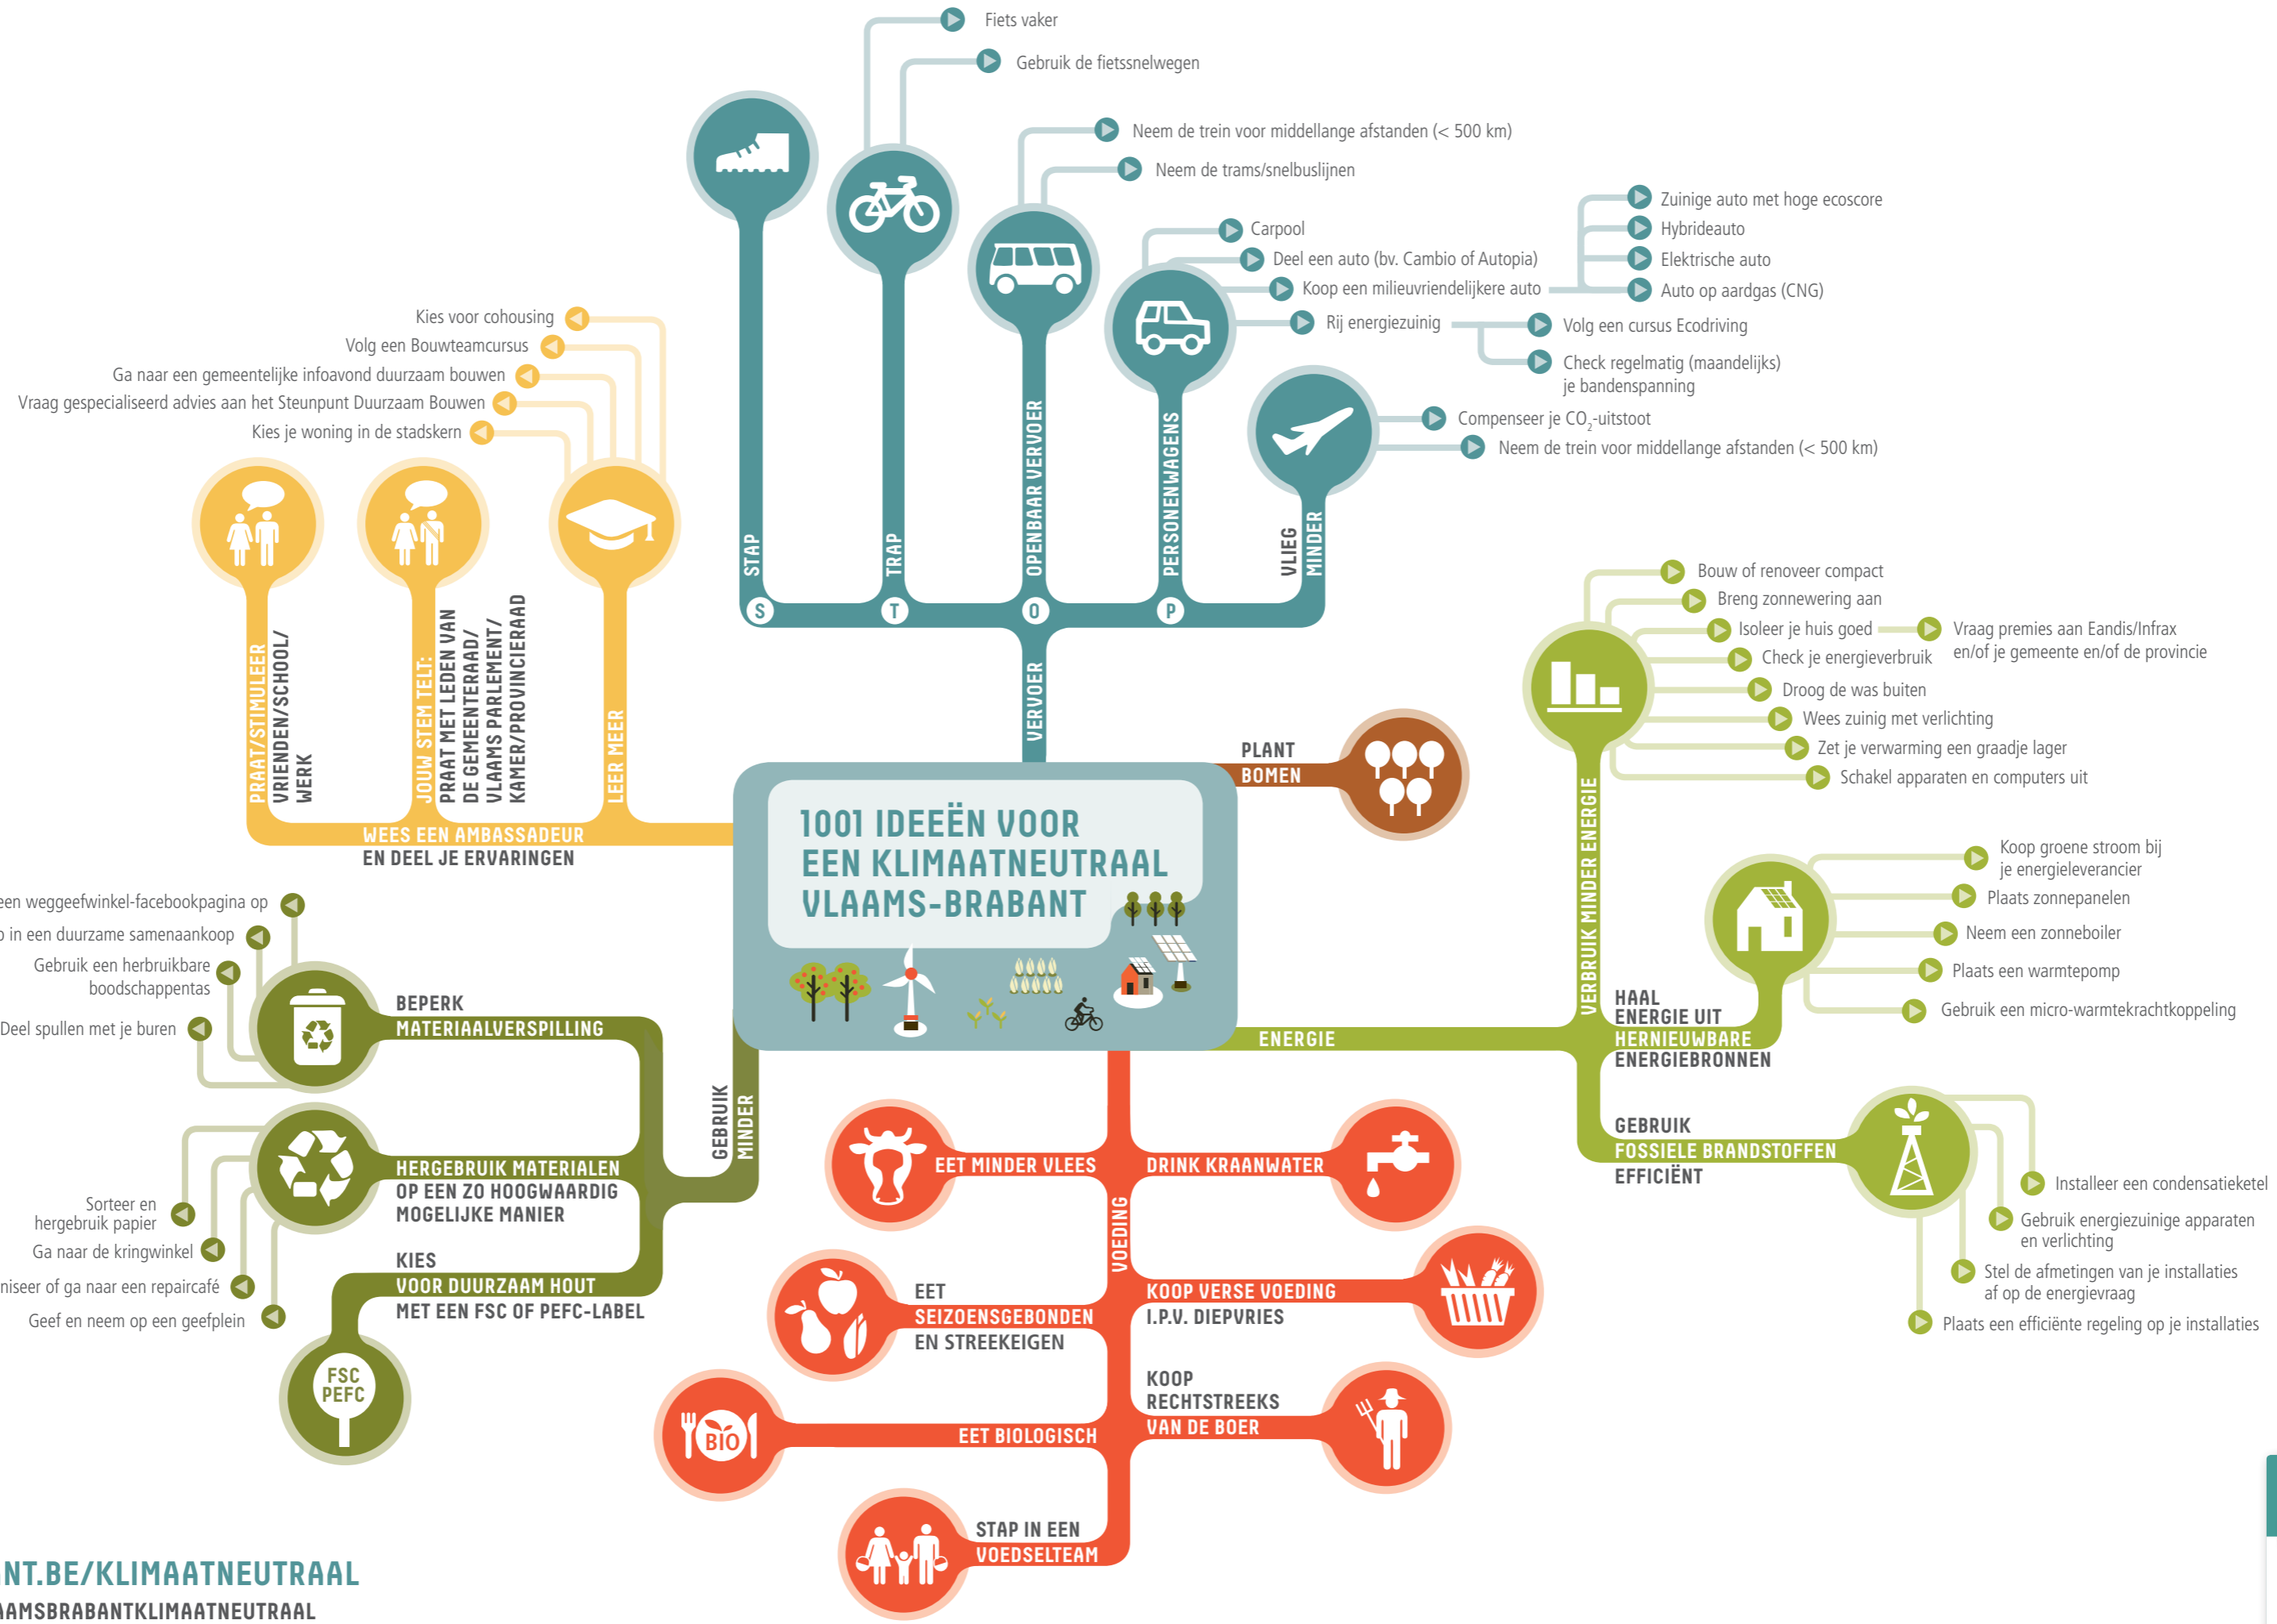 Fiets vaker
Gebruik de fietssnelwegen
Neem de trein voor middellange afstanden (< 500 km)
Neem de trams/snelbuslijnen
Carpool
Deel een auto (bv. Cambio of Autopia)
Koop een milieuvriendelijkere auto
Zuinige auto met hoge ecoscore
Hybrideauto
Elektrische auto
Auto op aardgas (CNG)
Rij energiezuinig
Volg een cursus Ecodriving
Check regelmatig (maandelijks)
je bandenspanning
Compenseer je CO₂-uitstoot
Neem de trein voor middellange afstanden (< 500 km)
STAP
TRAP
OPENBAAR VERVOER
PERSONENWAGENS
VLIEG
MINDER
S
T
O
P
VERVOER
Kies voor cohousing
Volg een Bouwteamcursus
Ga naar een gemeentelijke infoavond duurzaam bouwen
Vraag gespecialiseerd advies aan het Steunpunt Duurzaam Bouwen
Kies je woning in de stadskern
PRAAT/STIMULEER
VRIENDEN/SCHOOL/
WERK
JOUW STEM TELT:
PRAAT MET LEDEN VAN
DE GEMEENTERAAD/
VLAAMS PARLEMENT/
KAMER/PROVINCIERAAD
LEER MEER
WEES EEN AMBASSADEUR
EN DEEL JE ERVARINGEN
1001 IDEEËN VOOR
EEN KLIMAATNEUTRAAL
VLAAMS-BRABANT
PLANT
BOMEN
Bouw of renoveer compact
Breng zonnewering aan
Isoleer je huis goed
Vraag premies aan Eandis/Infrax
en/of je gemeente en/of de provincie
Check je energieverbruik
Droog de was buiten
Wees zuinig met verlichting
Zet je verwarming een graadje lager
Schakel apparaten en computers uit
VERBRUIK MINDER ENERGIE
Koop groene stroom bij
je energieleverancier
Plaats zonnepanelen
Neem een zonneboiler
Plaats een warmtepomp
Gebruik een micro-warmtekrachtkoppeling
HAAL
ENERGIE UIT
HERNIEUWBARE
ENERGIEBRONNEN
ENERGIE
GEBRUIK
FOSSIELE BRANDSTOFFEN
EFFICIËNT
Installeer een condensatieketel
Gebruik energiezuinige apparaten
en verlichting
Stel de afmetingen van je installaties
af op de energievraag
Plaats een efficiënte regeling op je installaties
een weggeefwinkel-facebookpagina op
in een duurzame samenaankoop
Gebruik een herbruikbare
boodschappentas
Deel spullen met je buren
BEPERK
MATERIAALVERSPILLING
GEBRUIK
MINDER
HERGEBRUIK MATERIALEN
OP EEN ZO HOOGWAARDIG
MOGELIJKE MANIER
Sorteer en
hergebruik papier
Ga naar de kringwinkel
niseer of ga naar een repaircafé
Geef en neem op een geefplein
KIES
VOOR DUURZAAM HOUT
MET EEN FSC OF PEFC-LABEL
FSC
PEFC
VOEDING
EET MINDER VLEES
DRINK KRAANWATER
EET
SEIZOENSGEBONDEN
EN STREEKEIGEN
KOOP VERSE VOEDING
I.P.V. DIEPVRIES
KOOP
RECHTSTREEKS
VAN DE BOER
BIO
EET BIOLOGISCH
STAP IN EEN
VOEDSELTEAM
NT.BE/KLIMAATNEUTRAAL
AAMSBRABANTKLIMAATNEUTRAAL